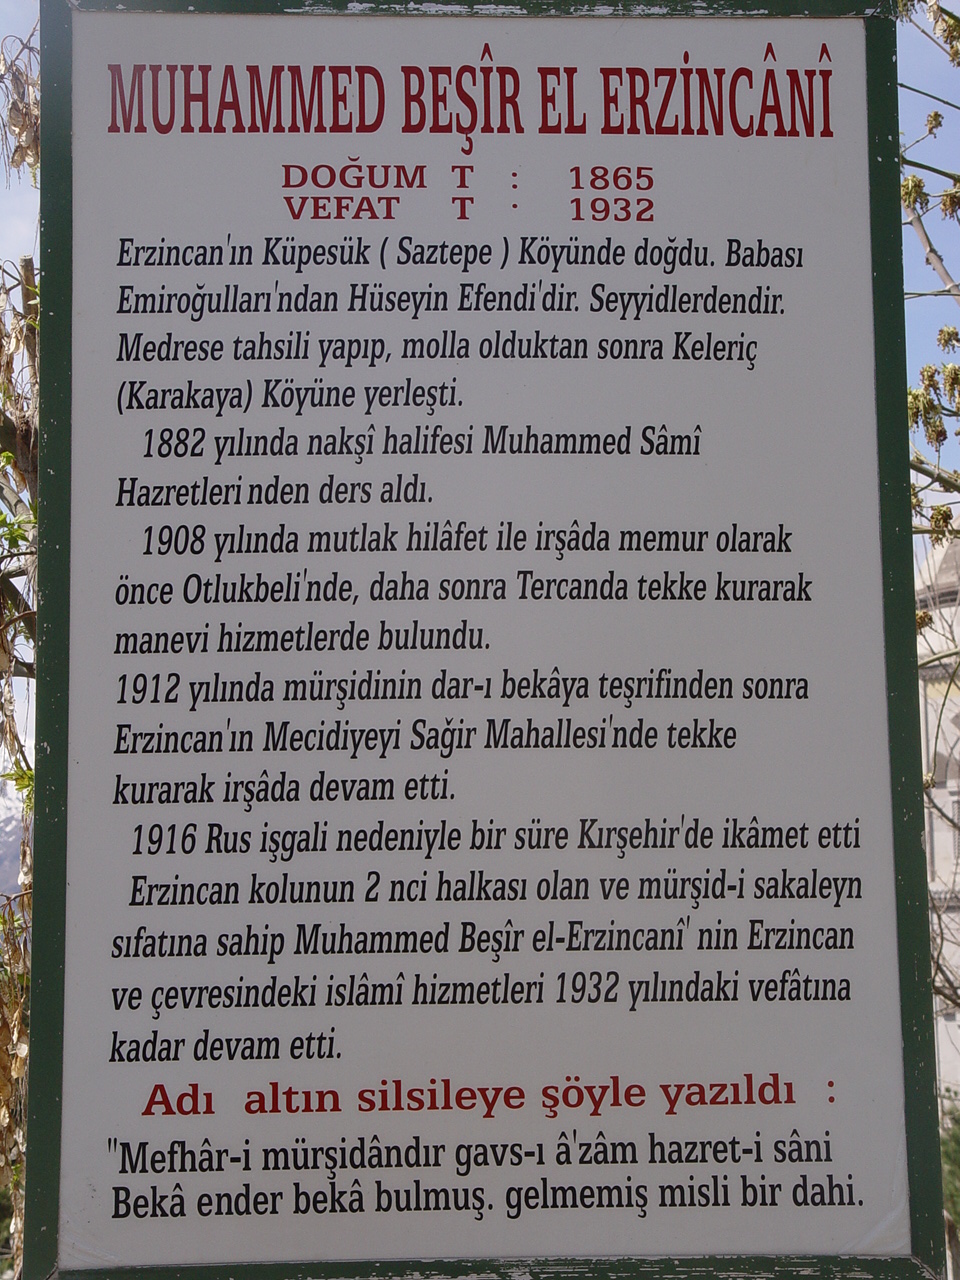 MUHAMMED BEŞÎR EL ERZİNCÂNÎ
DOĞUM T : 1865
VEFAT T : 1932
Erzincan'ın Küpesük ( Saztepe ) Köyünde doğdu. Babası
Emiroğulları'ndan Hüseyin Efendi'dir. Seyyidlerdendir.
Medrese tahsili yapıp, molla olduktan sonra Keleriç
(Karakaya) Köyüne yerleşti.
1882 yılında nakşî halifesi Muhammed Sâmî
Hazretleri nden ders aldı.
1908 yılında mutlak hilâfet ile irşâda memur olarak
önce Otlukbeli'nde, daha sonra Tercanda tekke kurarak
manevi hizmetlerde bulundu.
1912 yılında mürşidinin dar-ı bekâya teşrifinden sonra
Erzincan'ın Mecidiyeyi Sağir Mahallesi'nde tekke
kurarak irşâda devam etti.
1916 Rus işgali nedeniyle bir süre Kırşehir'de ikâmet etti
Erzincan kolunun 2 nci halkası olan ve mürşid-i sakaleyn
sıfatına sahip Muhammed Beşîr el-Erzincanî' nin Erzincan
ve çevresindeki islâmî hizmetleri 1932 yılındaki vefâtına
kadar devam etti.
Adı altın silsileye şöyle yazıldı :
"Mefhâr-i mürşidândır gavs-ı â'zâm hazret-i sâni
Bekâ ender bekâ bulmuş. gelmemiş misli bir dahi.